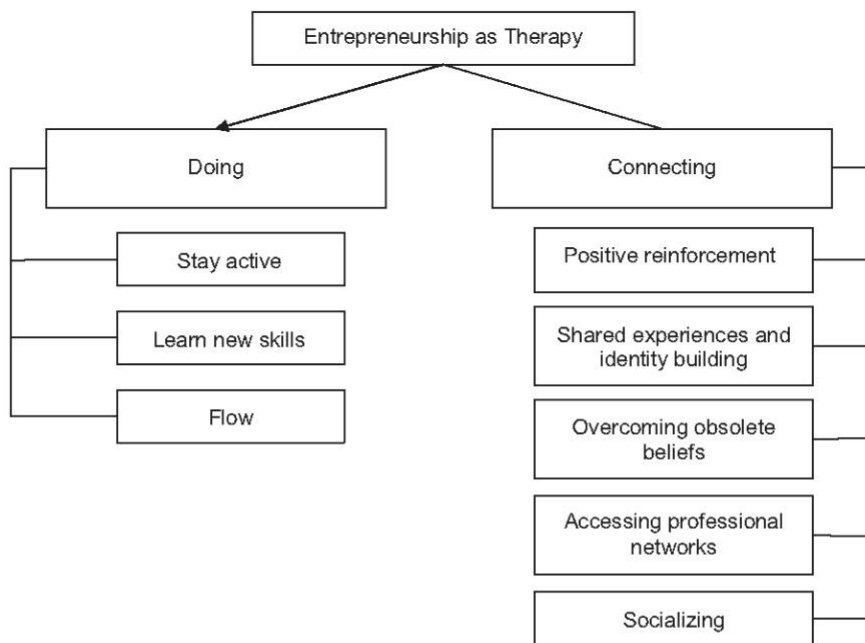 Entrepreneurship as Therapy
Doing
Connecting
Stay active
Learn new skills
Flow
Positive reinforcement
Shared experiences and
identity building
Overcoming obsolete
beliefs
Accessing professional
networks
Socializing